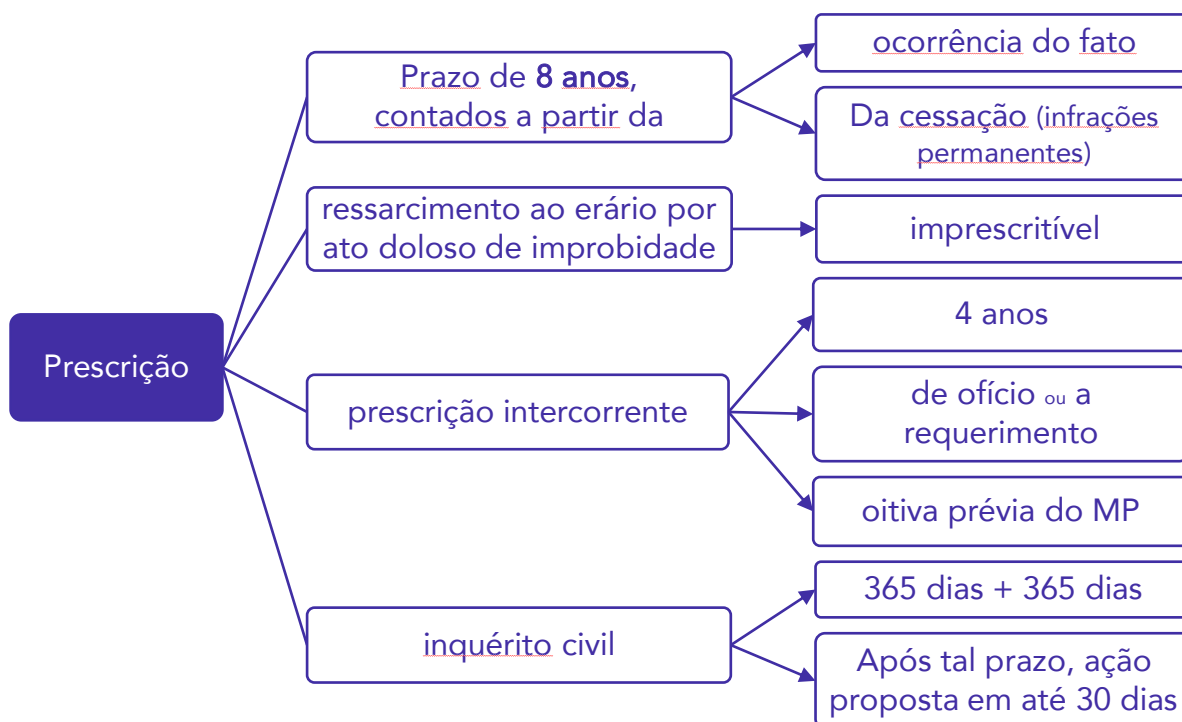 Prescrição
Prazo de 8 anos,
contados a partir da
ocorrência do fato
Da cessação (infrações
permanentes)
ressarcimento ao erário por
ato doloso de improbidade
imprescritível
prescrição intercorrente
4 anos
de ofício ou a
requerimento
oitiva prévia do MP
inquérito civil
365 dias + 365 dias
Após tal prazo, ação
proposta em até 30 dias